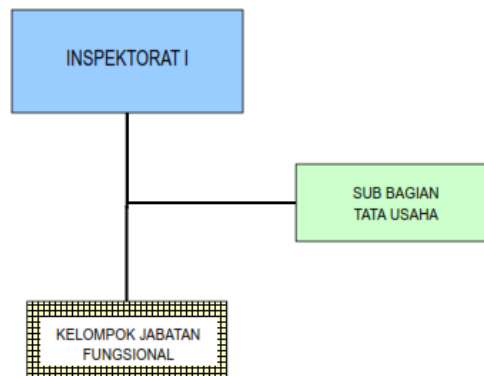 INSPEKTORAT I
SUB BAGIAN
TATA USAHA
KELOMPOK JABATAN
FUNGSIONAL